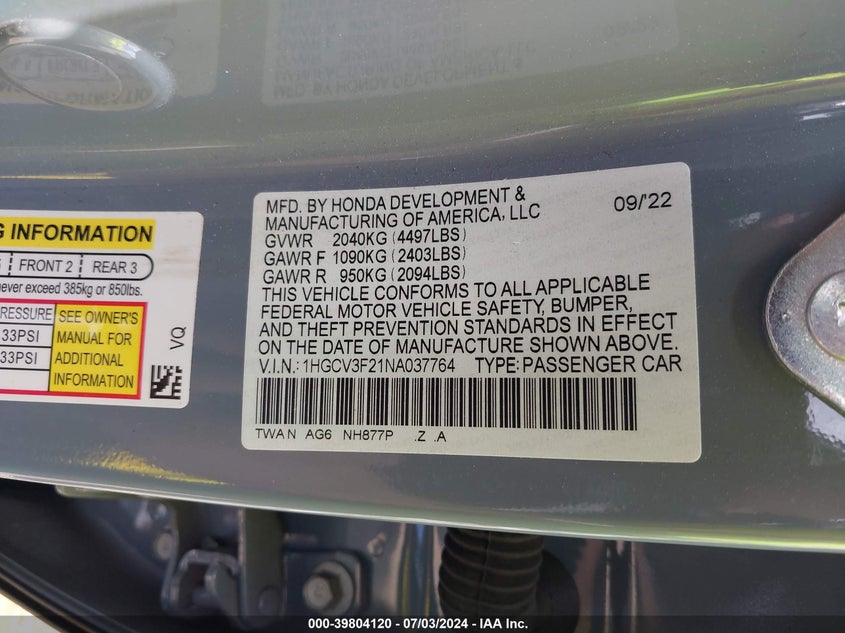 MFD. BY HONDA DEVELOPMENT &
MANUFACTURING OF AMERICA, LLC
09/22
GVWR 2040KG (4497LBS)
GAWR F 1090KG (2403LBS)
GAWR R 950KG (2094LBS)
THIS VEHICLE CONFORMS TO ALL APPLICABLE
FEDERAL MOTOR VEHICLE SAFETY, BUMPER,
AND THEFT PREVENTION STANDARDS IN EFFECT
ON THE DATE OF MANUFACTURE SHOWN ABOVE.
V.I.N.: 1HGCV3F21NA037764 TYPE: PASSENGER CAR
TWAN AG6 NH877P .Z .A
INFORMATION
FRONT 2 REAR 3
never exceed 385kg or 850lbs.
33PSI
33PSI
SEE OWNER'S
MANUAL FOR
ADDITIONAL
INFORMATION
VQ
000-39804120 - 07/03/2024 - IAA Inc.